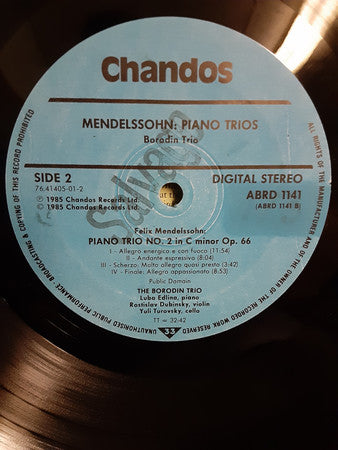 Chandos
MENDELSSOHN: PIANO TRIOS
Borodin Trio
SIDE 2
76.41405-01-2
DIGITAL STEREO
ABRD 1141
(ABRD 1141 B)
Ⓟ 1985 Chandos Records Ltd.
© 1985 Chandos Records Ltd.
Salvage
Felix Mendelssohn:
PIANO TRIO NO. 2 in C minor Op. 66
I - Allegro energico e con fuoco (11:54)
II - Andante espressivo (8:04)
III - Scherzo. Molto allegro quasi presto (3:42)
IV - Finale. Allegro appassionato (8:53)
Public Domain
THE BORODIN TRIO
Luba Edlina, piano
Rostislav Dubinsky, violin
Yuli Turovsky, cello
TT = 32:42
33
ALL RIGHTS OF THE MANUFACTURER AND OF THE OWNER OF THE RECORDED WORK RESERVED
UNAUTHORISED PUBLIC PERFORMANCE · BROADCASTING & COPYING OF THIS RECORD PROHIBITED